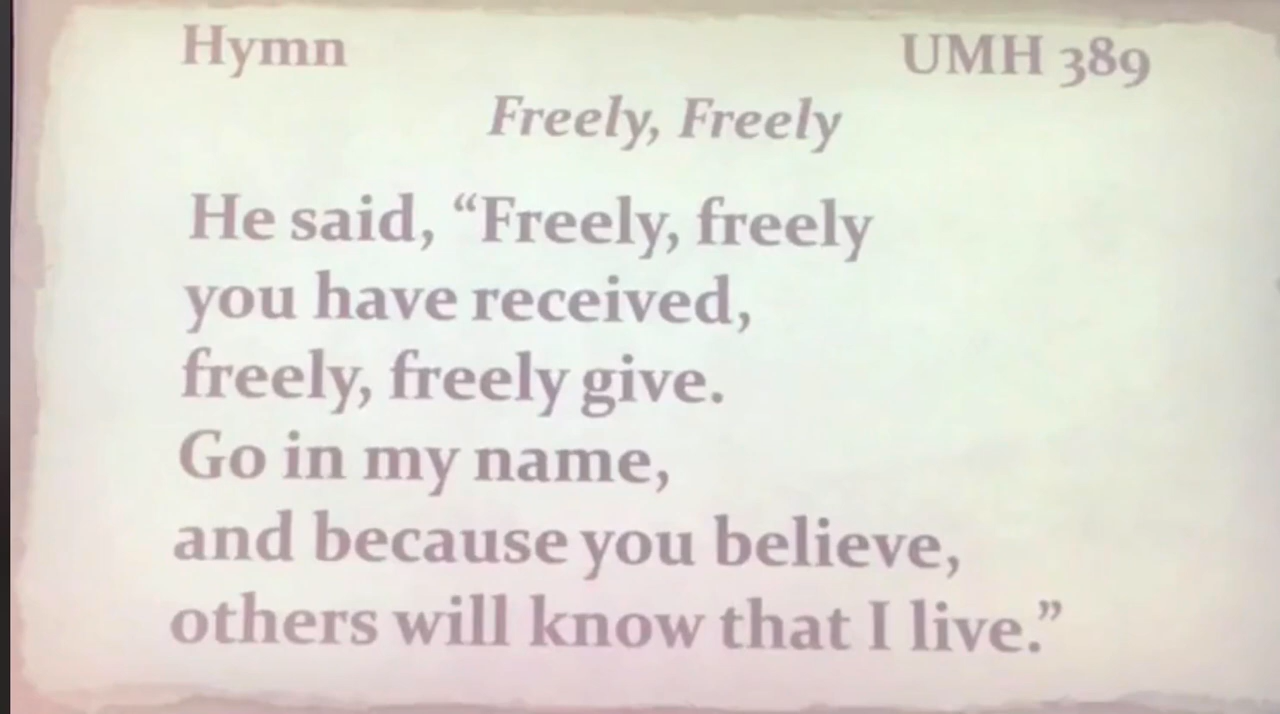 Hymn UMH 389
Freely, Freely
He said, “Freely, freely
you have received,
freely, freely give.
Go in my name,
and because you believe,
others will know that I live.”